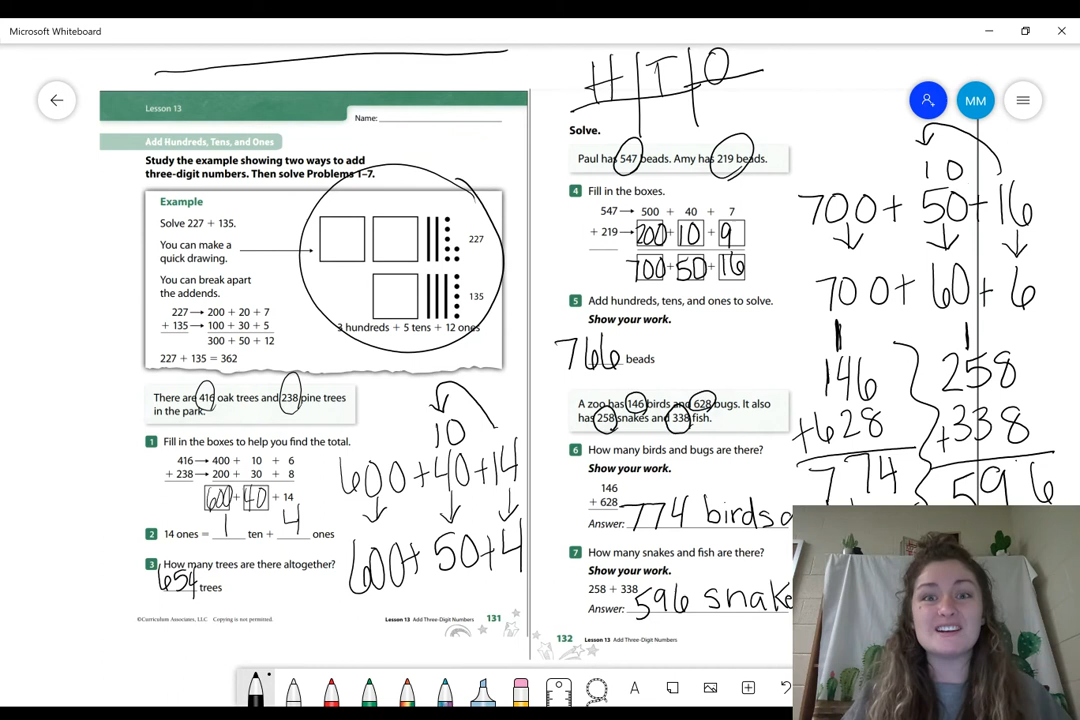 Microsoft Whiteboard
MM
Lesson 13
Name:
Add Hundreds, Tens, and Ones
Study the example showing two ways to add
three-digit numbers. Then solve Problems 1–7.
Example
Solve 227 + 135.
You can make a
quick drawing.
227
You can break apart
the addends.
135
3 hundreds + 5 tens + 12 ones
227 → 200 + 20 + 7
+ 135 → 100 + 30 + 5
300 + 50 + 12
227 + 135 = 362
There are 416 oak trees and 238 pine trees
in the park.
1 Fill in the boxes to help you find the total.
416 → 400 + 10 + 6
+ 238 → 200 + 30 + 8
600 + 40 + 14
2 14 ones = 1 ten + 4 ones
3 How many trees are there altogether?
654 trees
10
600 + 40 + 14
600 + 50 + 4
©Curriculum Associates, LLC Copying is not permitted.
Lesson 13 Add Three-Digit Numbers 131
H T O
Solve.
Paul has 547 beads. Amy has 219 beads.
4 Fill in the boxes.
547 → 500 + 40 + 7
+ 219 → 200 + 10 + 9
700 + 50 + 16
5 Add hundreds, tens, and ones to solve.
Show your work.
766 beads
A zoo has 146 birds and 628 bugs. It also
has 258 snakes and 338 fish.
6 How many birds and bugs are there?
Show your work.
146
+ 628
Answer: 774 birds
7 How many snakes and fish are there?
Show your work.
258 + 338
Answer: 596 snake
132 Lesson 13 Add Three-Digit Numbers
10
700 + 50 + 16
700 + 60 + 6
1
146
+628
774
1
258
+338
596
A